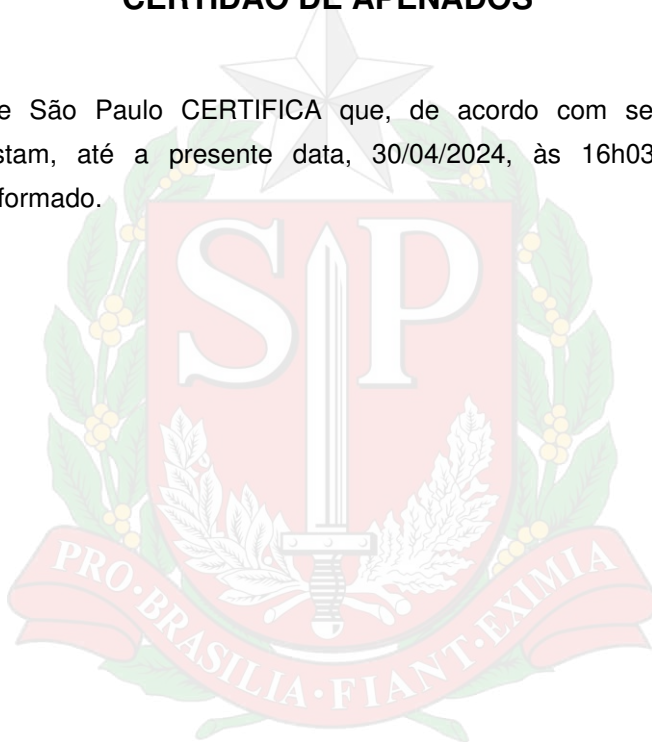 CERTIDÃO DE APENADOS
e São Paulo CERTIFICA que, de acordo com se
stam, até a presente data, 30/04/2024, às 16h03
formado.
SP
PRO·BRASILIA·FIANT·EXIMIA